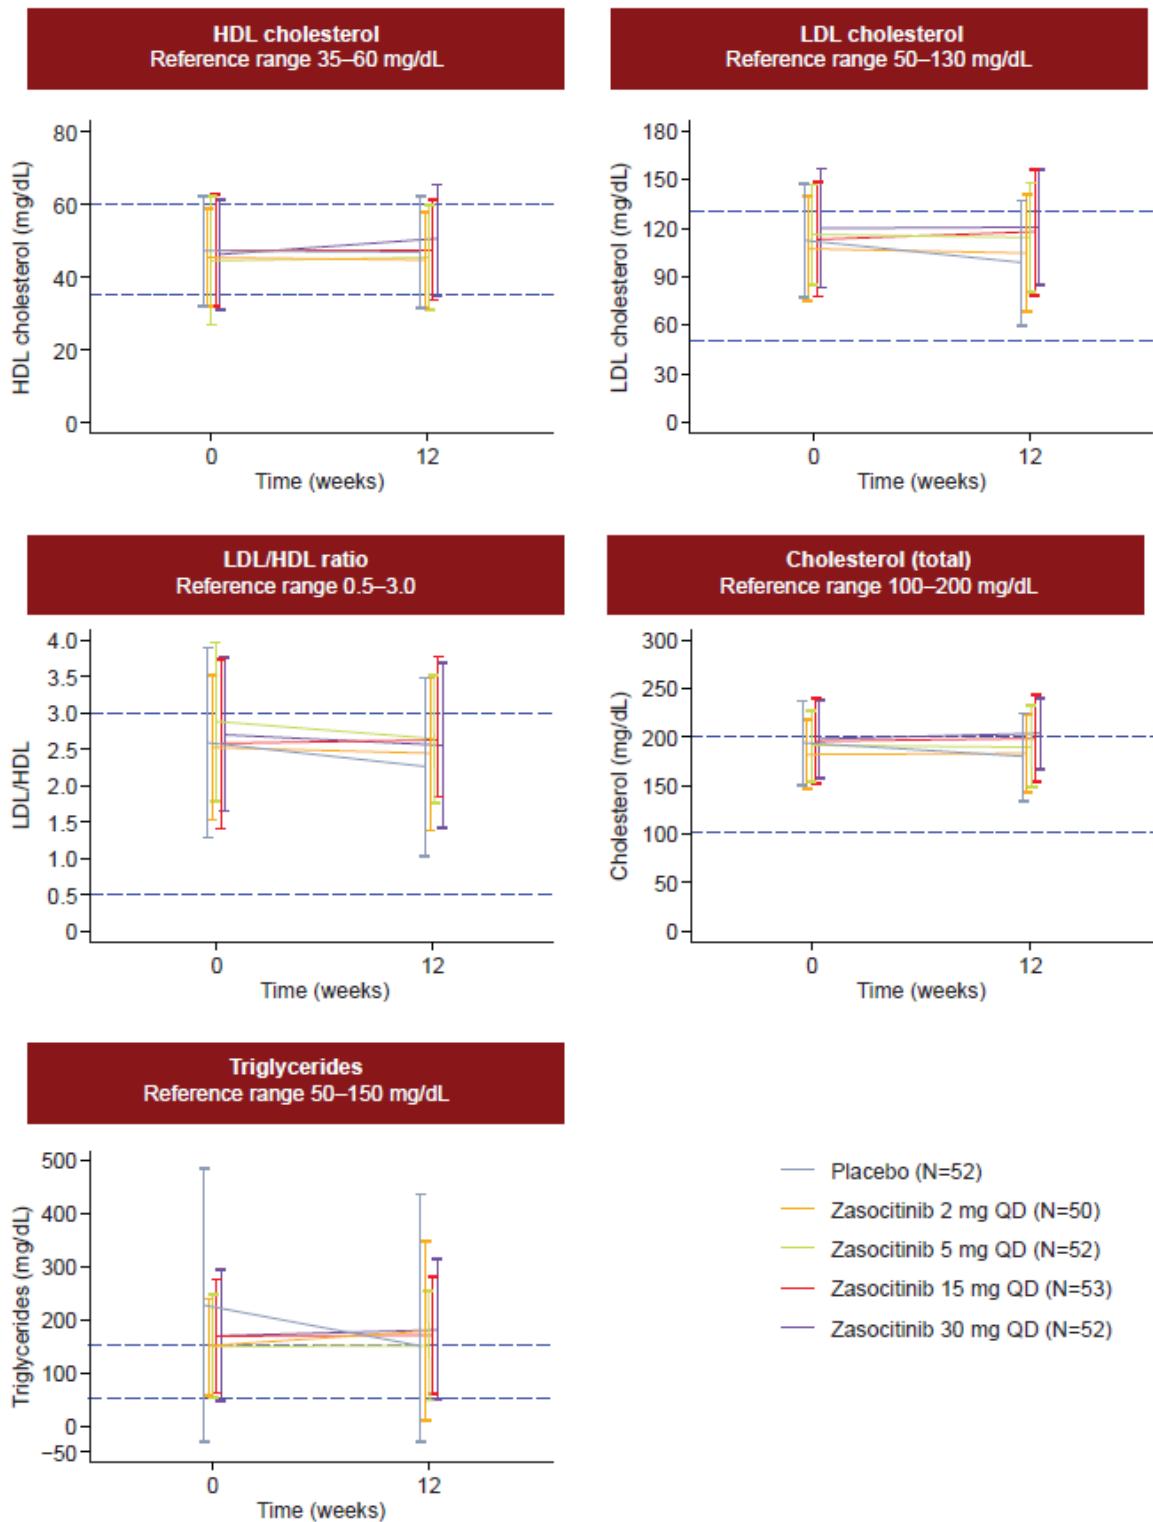 HDL cholesterol
Reference range 35–60 mg/dL
HDL cholesterol (mg/dL)
80
60
40
20
0
0
12
Time (weeks)
LDL cholesterol
Reference range 50–130 mg/dL
LDL cholesterol (mg/dL)
180
150
120
90
60
30
0
0
12
Time (weeks)
LDL/HDL ratio
Reference range 0.5–3.0
LDL/HDL
4.0
3.5
3.0
2.5
2.0
1.5
1.0
0.5
0
0
12
Time (weeks)
Cholesterol (total)
Reference range 100–200 mg/dL
Cholesterol (mg/dL)
300
250
200
150
100
50
0
0
12
Time (weeks)
Triglycerides
Reference range 50–150 mg/dL
Triglycerides (mg/dL)
500
400
300
200
100
0
−50
0
12
Time (weeks)
Placebo (N=52)
Zasocitinib 2 mg QD (N=50)
Zasocitinib 5 mg QD (N=52)
Zasocitinib 15 mg QD (N=53)
Zasocitinib 30 mg QD (N=52)